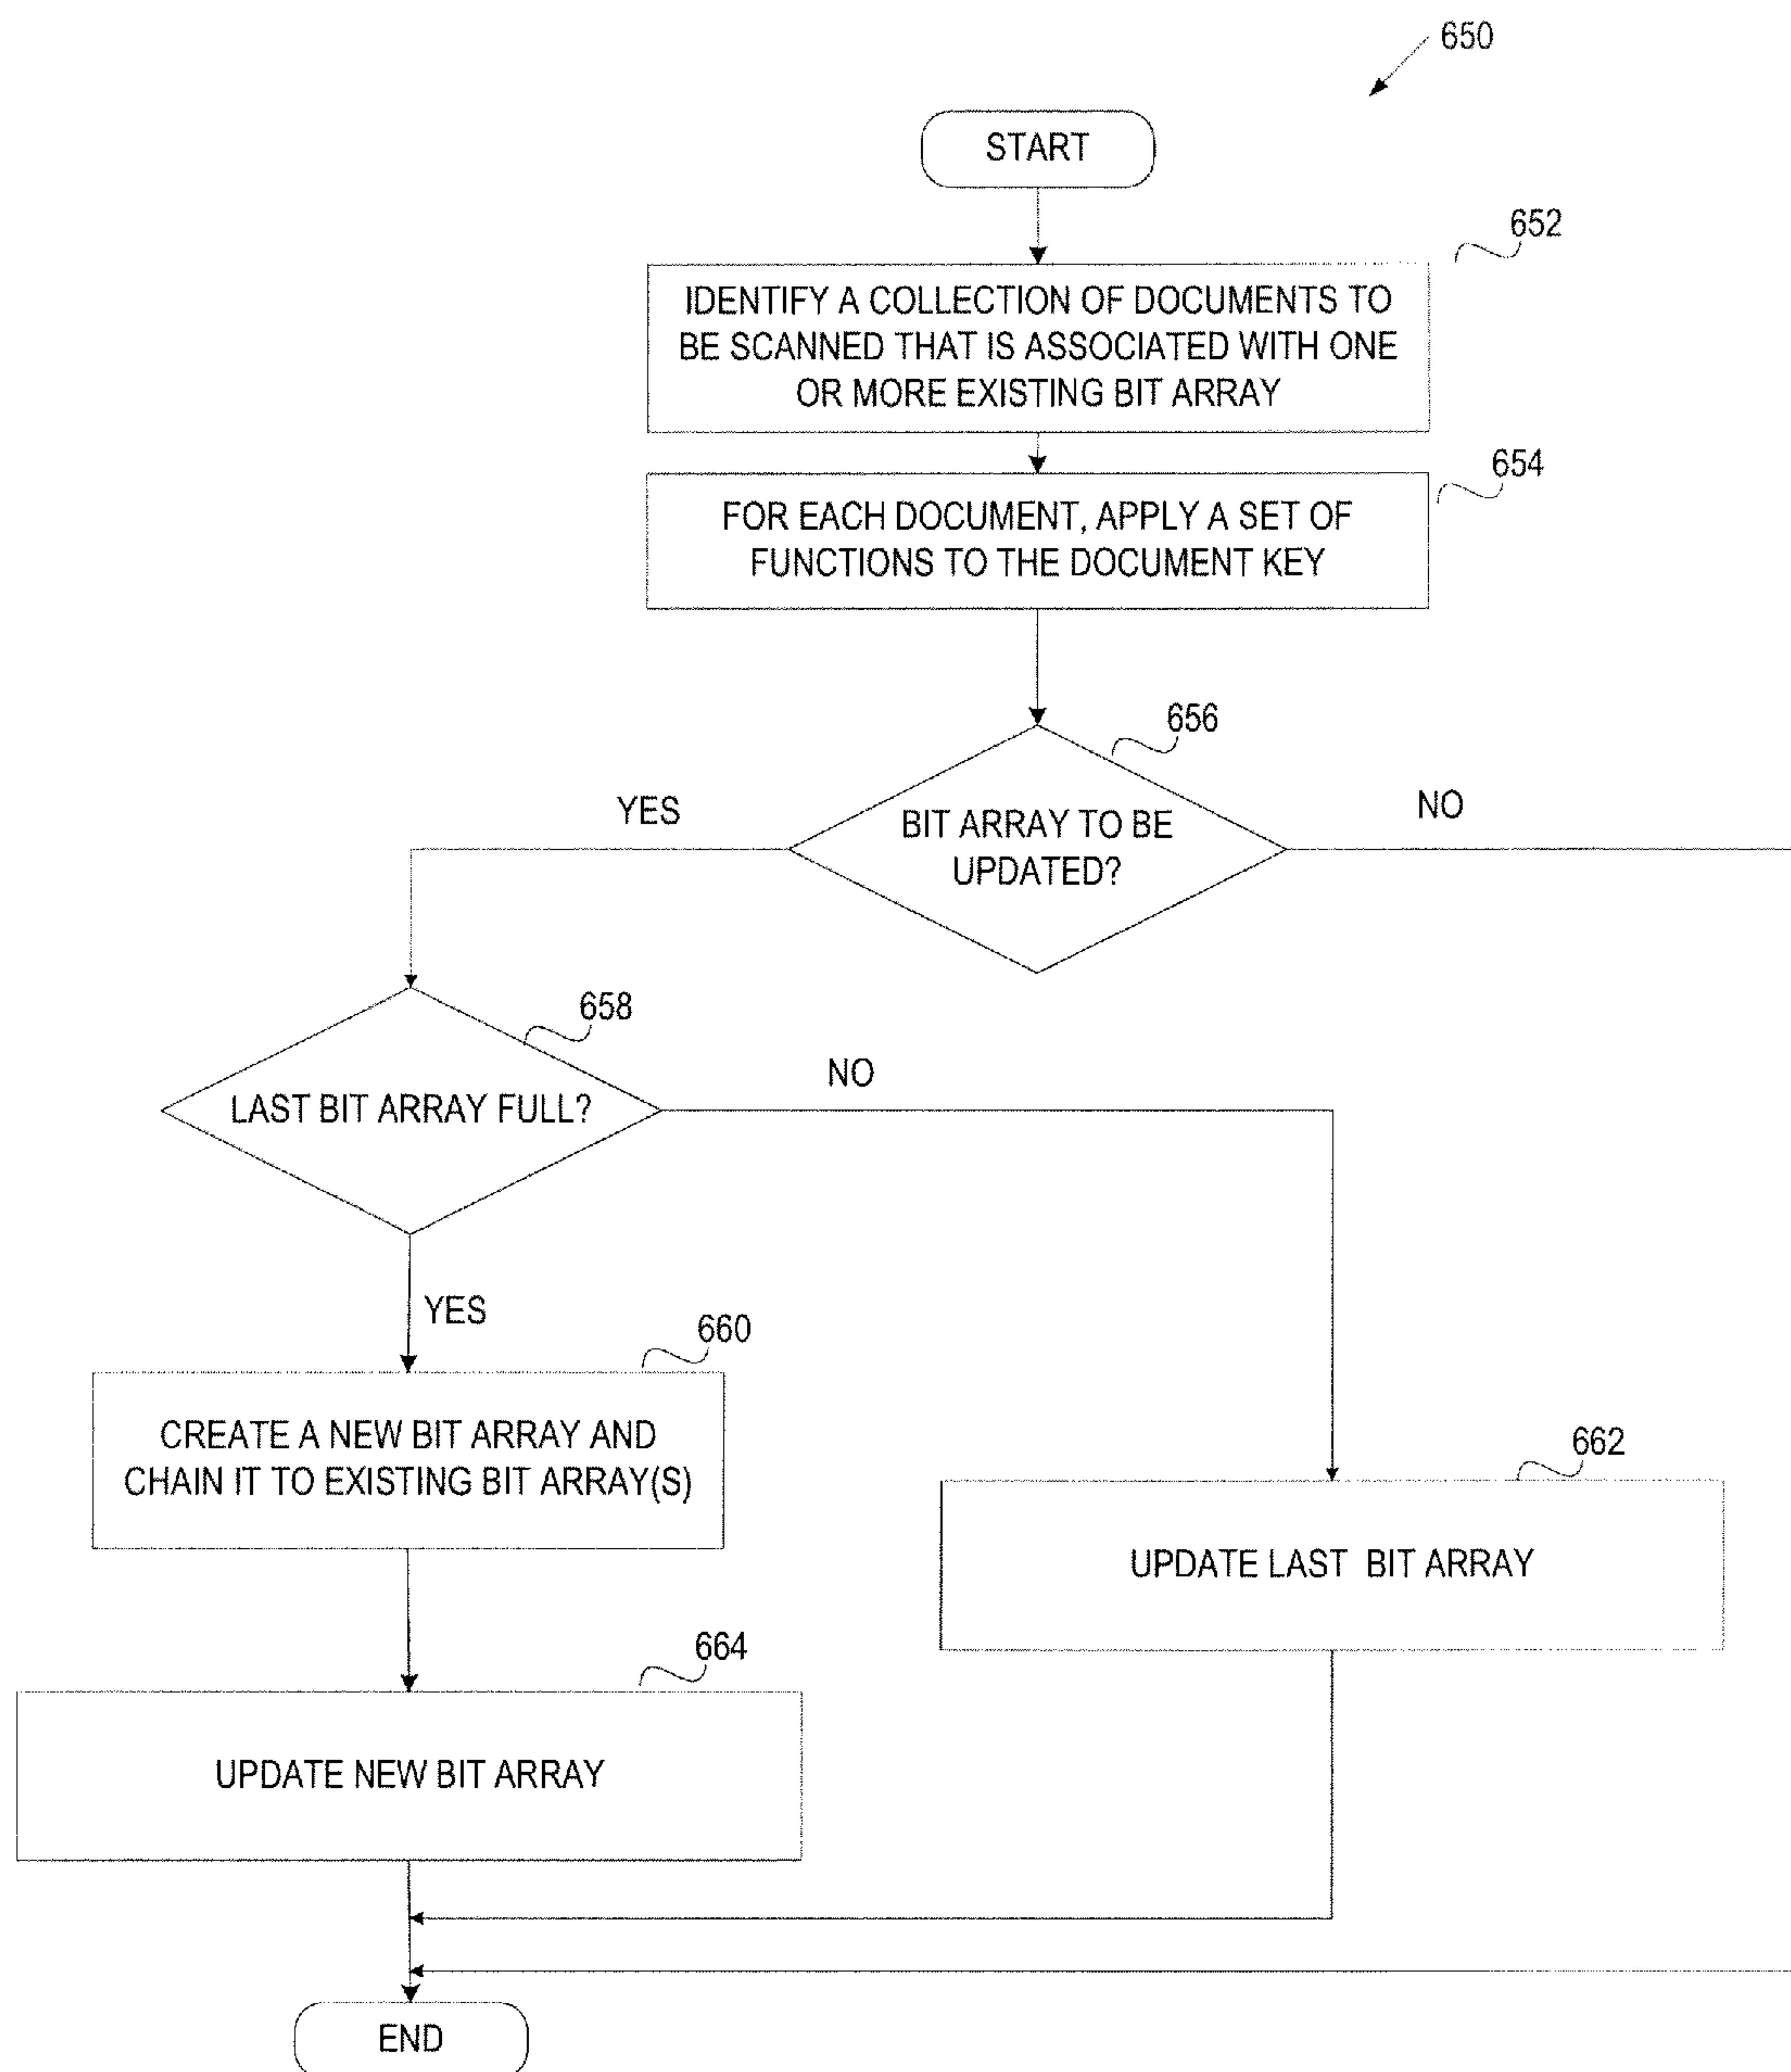 650
START
652
IDENTIFY A COLLECTION OF DOCUMENTS TO
BE SCANNED THAT IS ASSOCIATED WITH ONE
OR MORE EXISTING BIT ARRAY
654
FOR EACH DOCUMENT, APPLY A SET OF
FUNCTIONS TO THE DOCUMENT KEY
656
YES
NO
BIT ARRAY TO BE
UPDATED?
658
NO
LAST BIT ARRAY FULL?
YES
660
CREATE A NEW BIT ARRAY AND
CHAIN IT TO EXISTING BIT ARRAY(S)
662
UPDATE LAST BIT ARRAY
664
UPDATE NEW BIT ARRAY
END